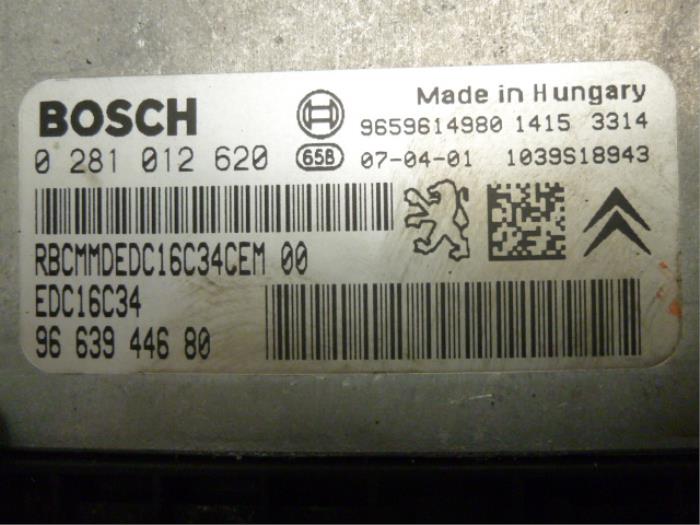 BOSCH
Made in Hungary
9659614980 1415 3314
0 281 012 620
65B
07-04-01 1039S18943
RBCMMDEDC16C34CEM 00
EDC16C34
96 639 446 80